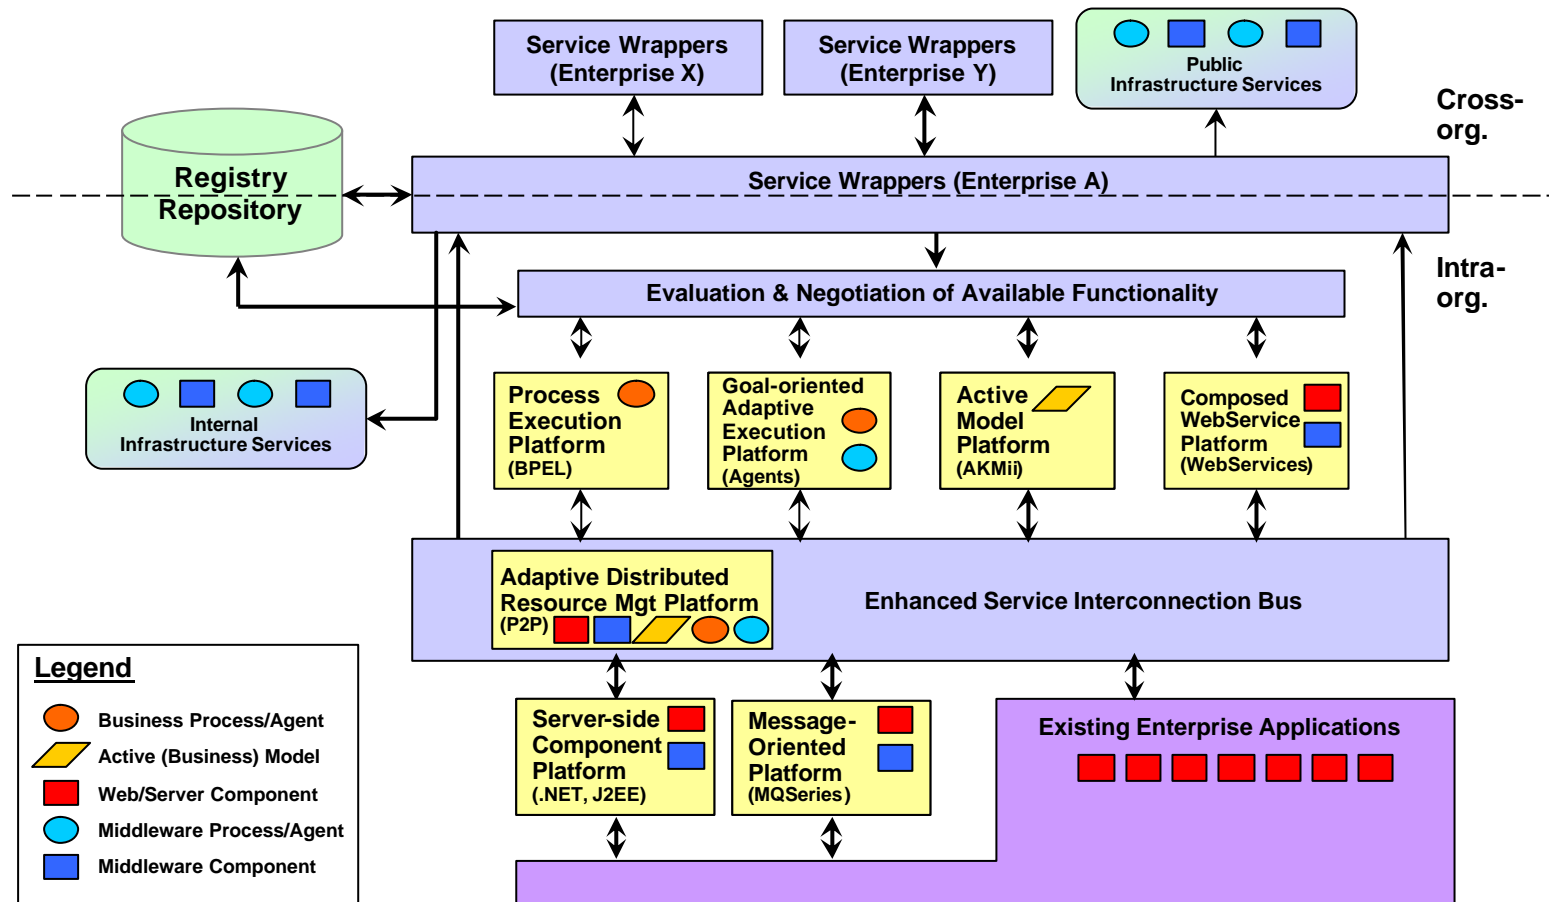 Service Wrappers
(Enterprise X)
Service Wrappers
(Enterprise Y)
Public
Infrastructure Services
Cross-
org.
Registry
Repository
Service Wrappers (Enterprise A)
Intra-
org.
Evaluation & Negotiation of Available Functionality
Internal
Infrastructure Services
Process
Execution
Platform
(BPEL)
Goal-oriented
Adaptive
Execution
Platform
(Agents)
Active
Model
Platform
(AKMii)
Composed
WebService
Platform
(WebServices)
Adaptive Distributed
Resource Mgt Platform
(P2P)
Enhanced Service Interconnection Bus
Server-side
Component
Platform
(.NET, J2EE)
Message-
Oriented
Platform
(MQSeries)
Existing Enterprise Applications
Legend
Business Process/Agent
Active (Business) Model
Web/Server Component
Middleware Process/Agent
Middleware Component